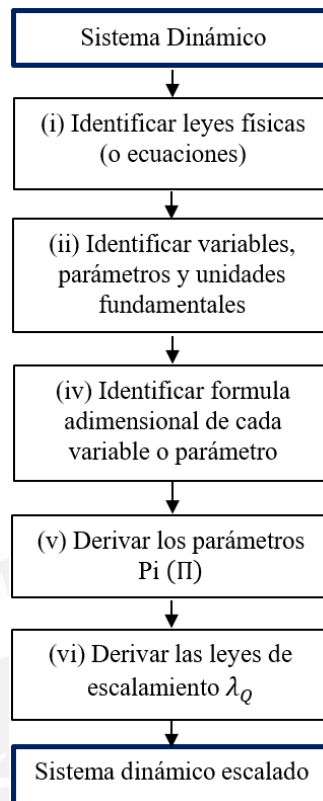 Sistema Dinámico
(i) Identificar leyes físicas
(o ecuaciones)
(ii) Identificar variables,
parámetros y unidades
fundamentales
(iv) Identificar formula
adimensional de cada
variable o parámetro
(v) Derivar los parámetros
Pi (Π)
(vi) Derivar las leyes de
escalamiento λ_Q
Sistema dinámico escalado